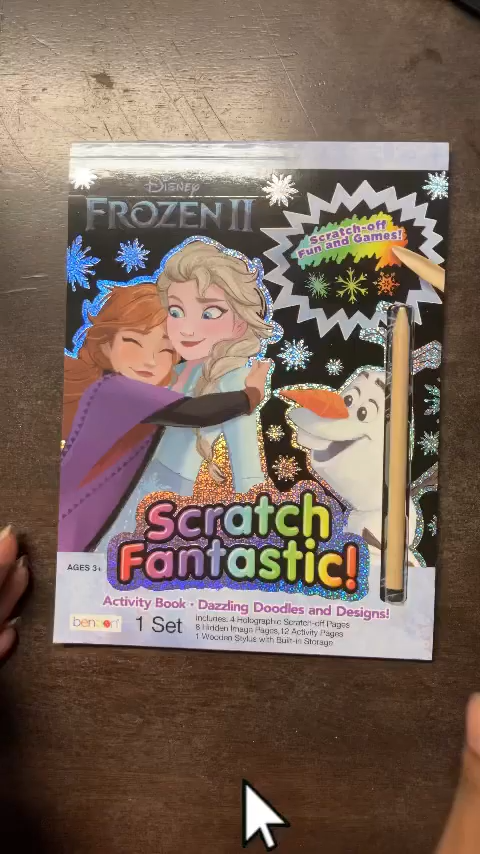 Disney
FROZEN II
Scratch-off
Fun and Games!
Scratch
Fantastic!
AGES 3+
Activity Book • Dazzling Doodles and Designs!
bendon
1 Set
Includes: 4 Holographic Scratch-off Pages
8 Hidden Image Pages, 12 Activity Pages
1 Wooden Stylus with Built-in Storage